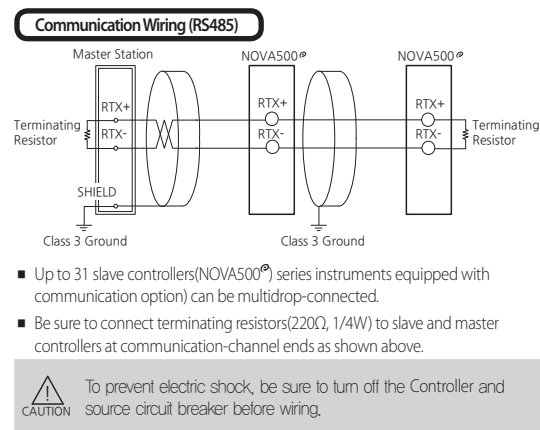 Communication Wiring (RS485)
Master Station
NOVA500e
NOVA500e
RTX+
RTX+
RTX+
Terminating
Resistor
RTX-
RTX-
RTX-
Terminating
Resistor
SHIELD
Class 3 Ground
Class 3 Ground
■ Up to 31 slave controllers(NOVA500e) series instruments equipped with
communication option) can be multidrop-connected.
■ Be sure to connect terminating resistors(220Ω, 1/4W) to slave and master
controllers at communication-channel ends as shown above.
CAUTION
To prevent electric shock, be sure to turn off the Controller and
source circuit breaker before wiring.